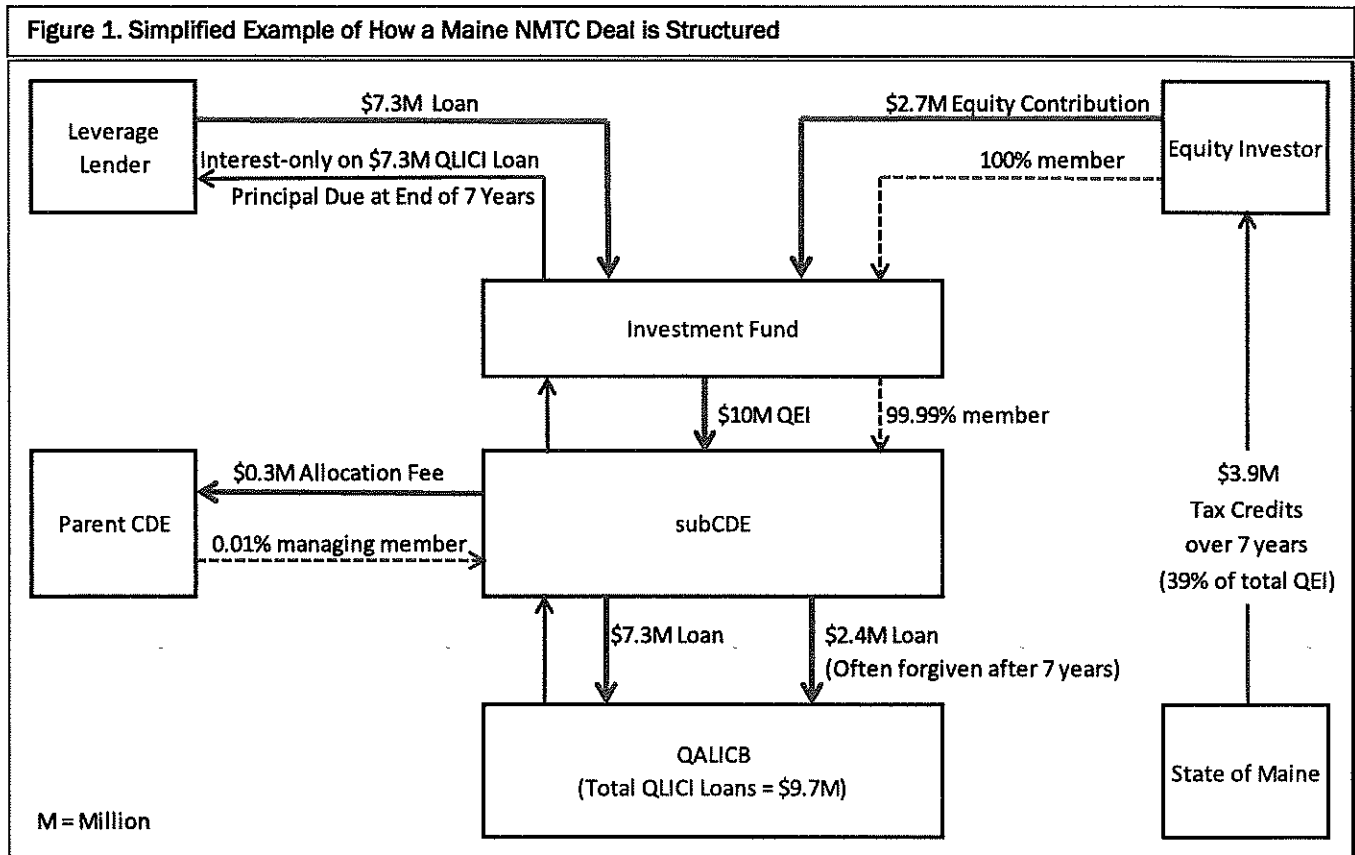 Figure 1. Simplified Example of How a Maine NMTC Deal is Structured
Leverage
Lender
$7.3M Loan
Interest-only on $7.3M QLICI Loan
Principal Due at End of 7 Years
$2.7M Equity Contribution
100% member
Equity Investor
Investment Fund
$10M QEI
99.99% member
Parent CDE
$0.3M Allocation Fee
0.01% managing member
subCDE
$3.9M
Tax Credits
over 7 years
(39% of total QEI)
$7.3M Loan
$2.4M Loan
(Often forgiven after 7 years)
QALICB
(Total QLICI Loans = $9.7M)
State of Maine
M = Million